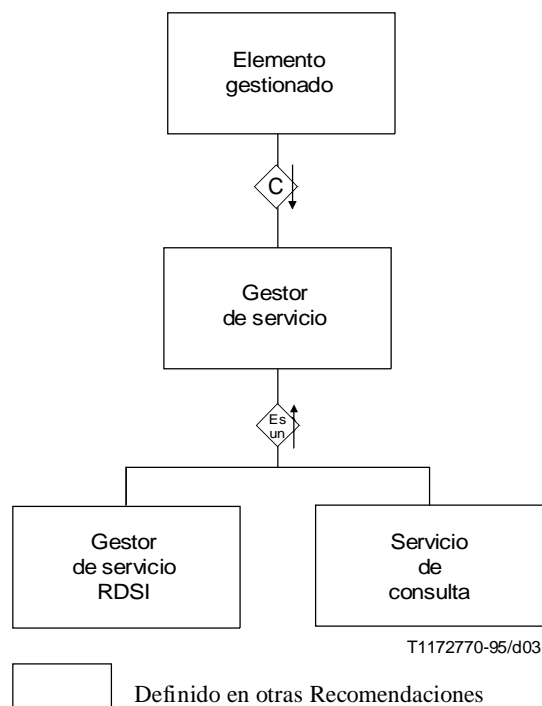 Elemento
gestionado
C
Gestor
de servicio
Es
un
Gestor
de servicio
RDSI
Servicio
de
consulta
T1172770-95/d03
Definido en otras Recomendaciones